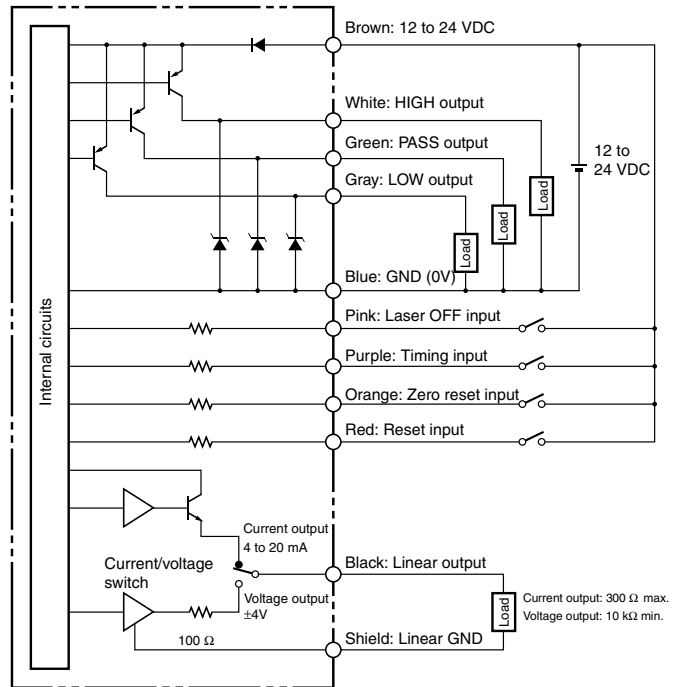 Brown: 12 to 24 VDC
White: HIGH output
Green: PASS output
12 to
24 VDC
Load
Gray: LOW output
Load
Load
Blue: GND (0V)
Internal circuits
Pink: Laser OFF input
Purple: Timing input
Orange: Zero reset input
Red: Reset input
Current output
4 to 20 mA
Current/voltage
switch
Black: Linear output
Voltage output
±4V
Load
Current output: 300 Ω max.
Voltage output: 10 kΩ min.
100 Ω
Shield: Linear GND